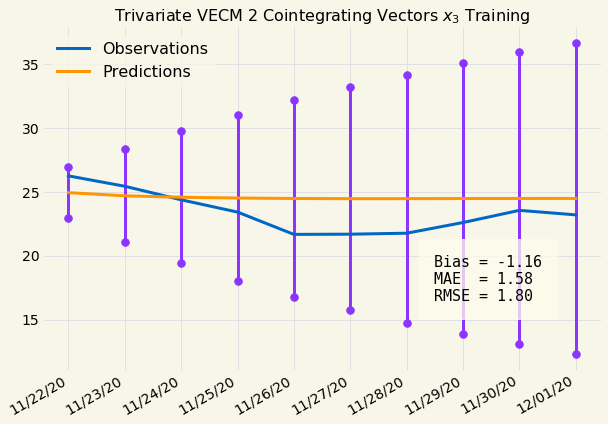 Trivariate VECM 2 Cointegrating Vectors x₃ Training
Observations
Predictions
35
30
25
20
15
Bias = -1.16
MAE  = 1.58
RMSE = 1.80
11/22/20
11/23/20
11/24/20
11/25/20
11/26/20
11/27/20
11/28/20
11/29/20
11/30/20
12/01/20